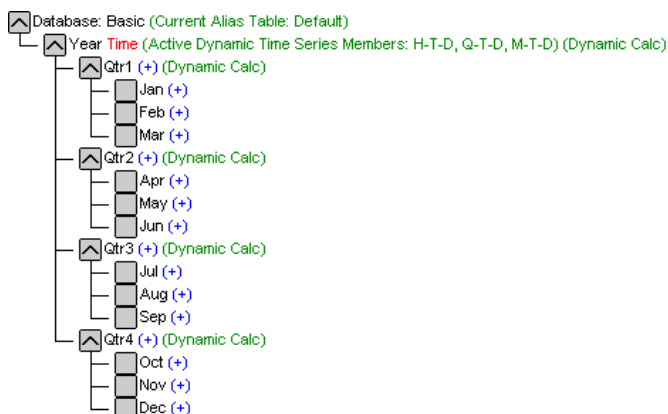 Database: Basic (Current Alias Table: Default)
Year Time (Active Dynamic Time Series Members: H-T-D, Q-T-D, M-T-D) (Dynamic Calc)
Qtr1 (+) (Dynamic Calc)
Jan (+)
Feb (+)
Mar (+)
Qtr2 (+) (Dynamic Calc)
Apr (+)
May (+)
Jun (+)
Qtr3 (+) (Dynamic Calc)
Jul (+)
Aug (+)
Sep (+)
Qtr4 (+) (Dynamic Calc)
Oct (+)
Nov (+)
Dec (+)